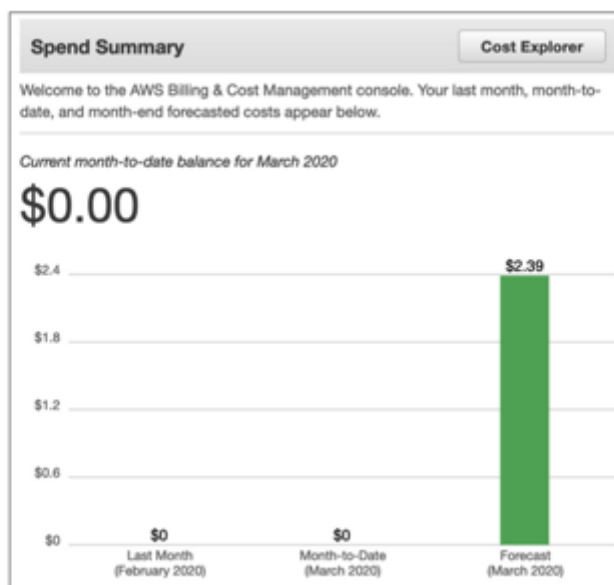 Spend Summary
Cost Explorer
Welcome to the AWS Billing & Cost Management console. Your last month, month-to-
date, and month-end forecasted costs appear below.
Current month-to-date balance for March 2020
$0.00
$2.4
$1.8
$1.2
$0.6
$0
$0
$0
$2.39
Last Month
(February 2020)
Month-to-Date
(March 2020)
Forecast
(March 2020)